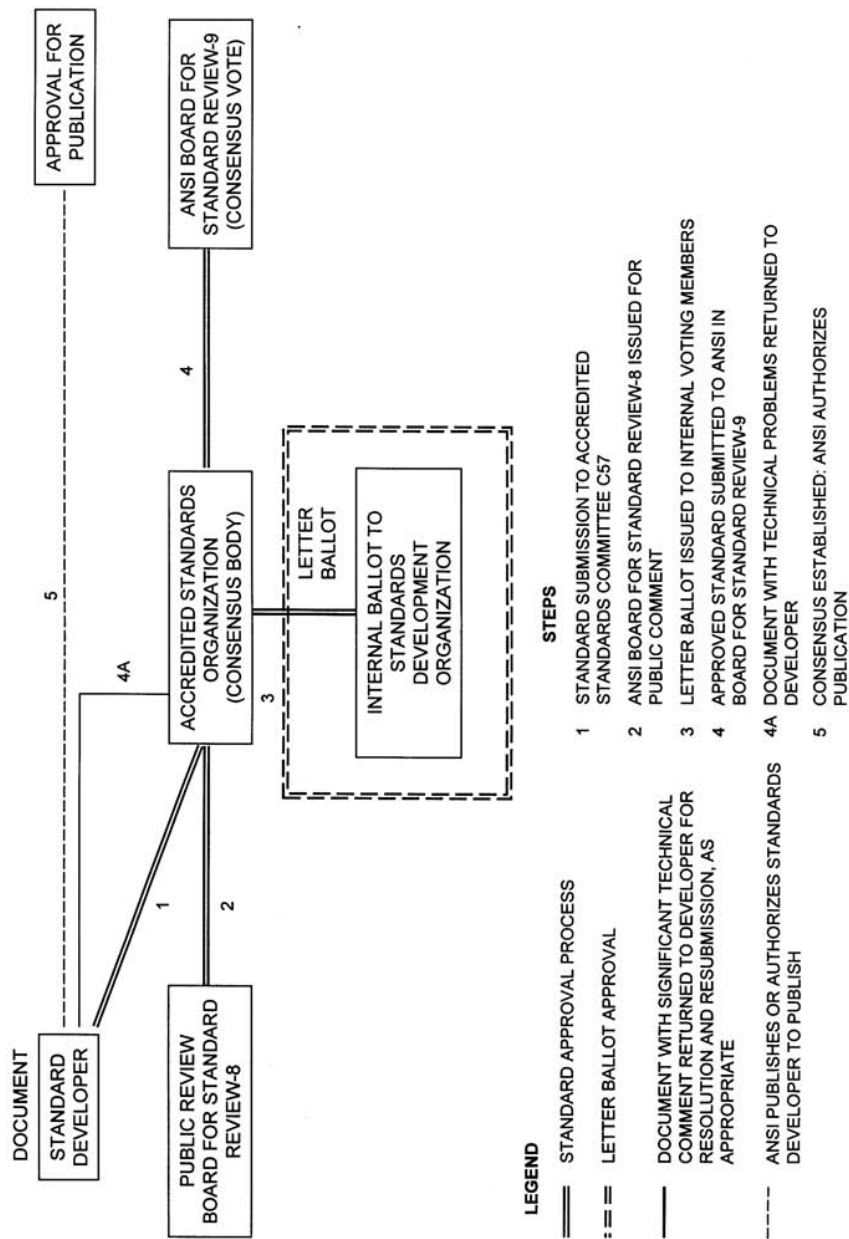 DOCUMENT
STANDARD
DEVELOPER
APPROVAL FOR
PUBLICATION
5
4A
1
2
PUBLIC REVIEW
BOARD FOR STANDARD
REVIEW-8
ACCREDITED STANDARDS
ORGANIZATION
(CONSENSUS BODY)
4
ANSI BOARD FOR
STANDARD REVIEW-9
(CONSENSUS VOTE)
3
LETTER
BALLOT
INTERNAL BALLOT TO
STANDARDS
DEVELOPMENT
ORGANIZATION
LEGEND
STANDARD APPROVAL PROCESS
LETTER BALLOT APPROVAL
DOCUMENT WITH SIGNIFICANT TECHNICAL
COMMENT RETURNED TO DEVELOPER FOR
RESOLUTION AND RESUBMISSION, AS
APPROPRIATE
ANSI PUBLISHES OR AUTHORIZES STANDARDS
DEVELOPER TO PUBLISH
STEPS
1 STANDARD SUBMISSION TO ACCREDITED
STANDARDS COMMITTEE C57
2 ANSI BOARD FOR STANDARD REVIEW-8 ISSUED FOR
PUBLIC COMMENT
3 LETTER BALLOT ISSUED TO INTERNAL VOTING MEMBERS
4 APPROVED STANDARD SUBMITTED TO ANSI IN
BOARD FOR STANDARD REVIEW-9
4A DOCUMENT WITH TECHNICAL PROBLEMS RETURNED TO
DEVELOPER
5 CONSENSUS ESTABLISHED: ANSI AUTHORIZES
PUBLICATION